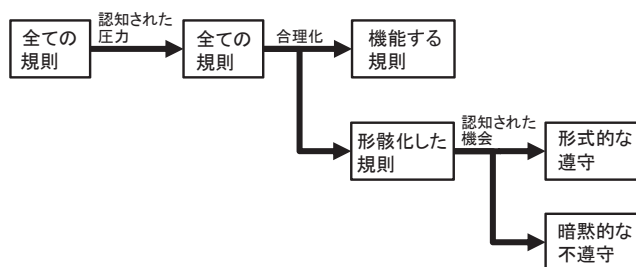 全ての
規則
認知された
圧力
全ての
規則
合理化
機能する
規則
形骸化した
規則
認知された
機会
形式的な
遵守
暗黙的な
不遵守